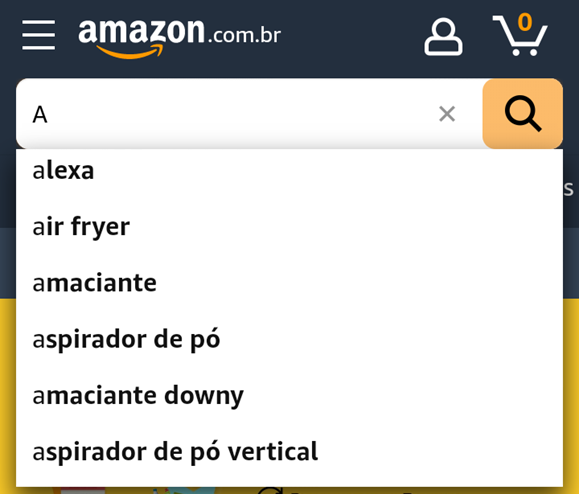 amazon.com.br
0
A
s
alexa
air fryer
amaciante
aspirador de pó
amaciante downy
aspirador de pó vertical